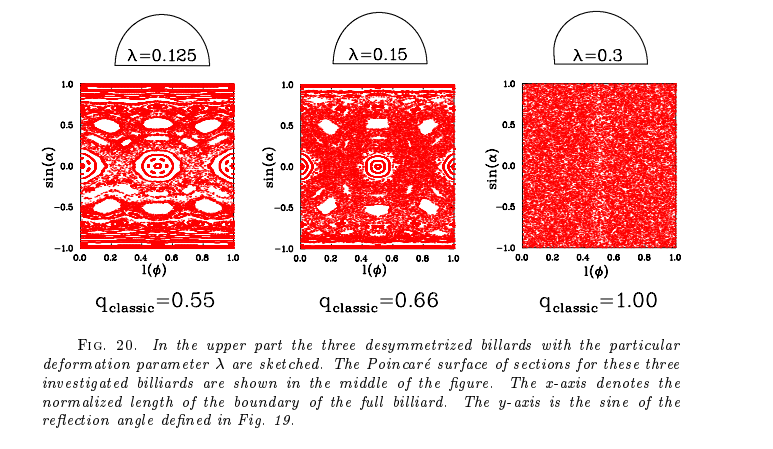 λ=0.125 λ=0.15 λ=0.3
1.0 1.0 1.0
0.5 0.5 0.5
sin(α) 0.0 sin(α) 0.0 sin(α) 0.0
−0.5 −0.5 −0.5
−1.0 −1.0 −1.0
0.0 0.2 0.4 0.6 0.8 1.0 0.0 0.2 0.4 0.6 0.8 1.0 0.0 0.2 0.4 0.6 0.8 1.0
l(ϕ) l(ϕ) l(ϕ)
qclassic=0.55 qclassic=0.66 qclassic=1.00
FIG. 20. In the upper part the three desymmetrized billards with the particular
deformation parameter λ are sketched. The Poincaré surface of sections for these three
investigated billiards are shown in the middle of the figure. The x-axis denotes the
normalized length of the boundary of the full billiard. The y-axis is the sine of the
reflection angle defined in Fig. 19.